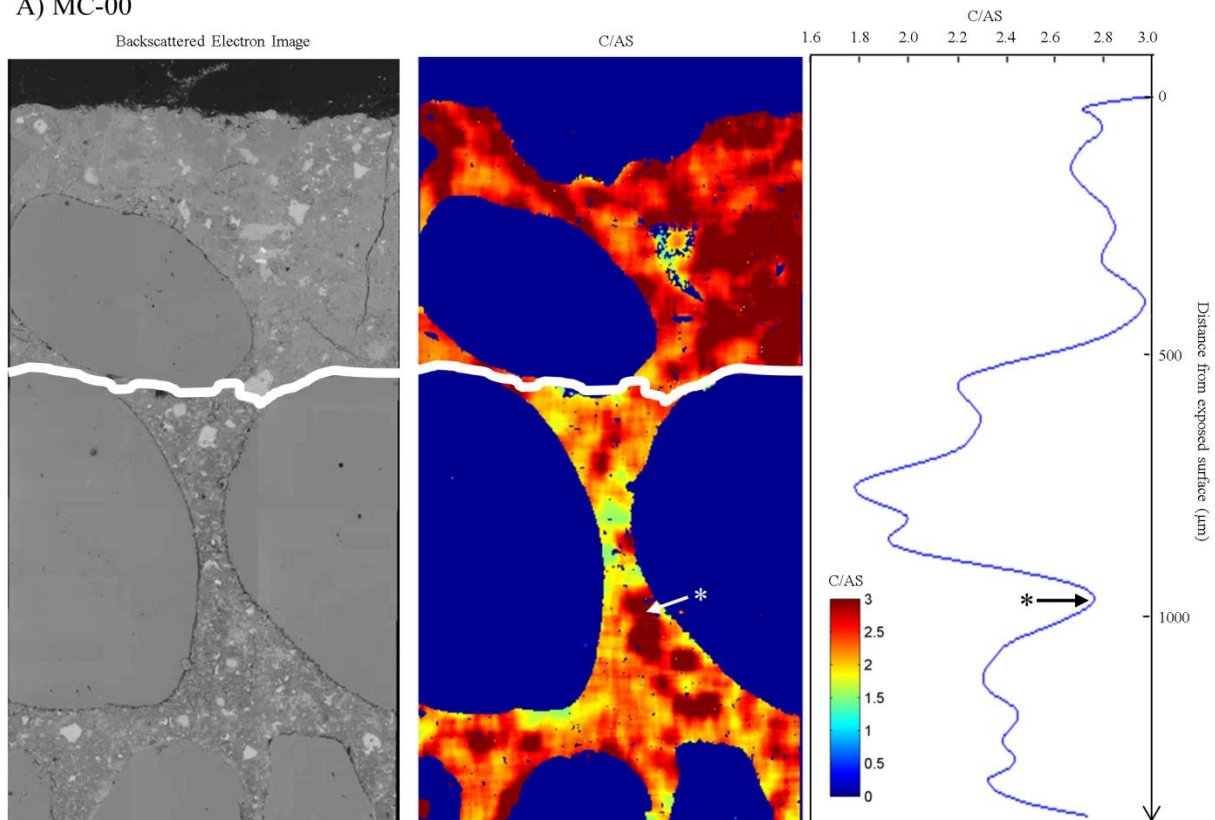 A) MC-00
Backscattered Electron Image
C/AS
C/AS
1.6 1.8 2.0 2.2 2.4 2.6 2.8 3.0
0
500
1000
Distance from exposed surface (μm)
*
*
C/AS
3
2.5
2
1.5
1
0.5
0